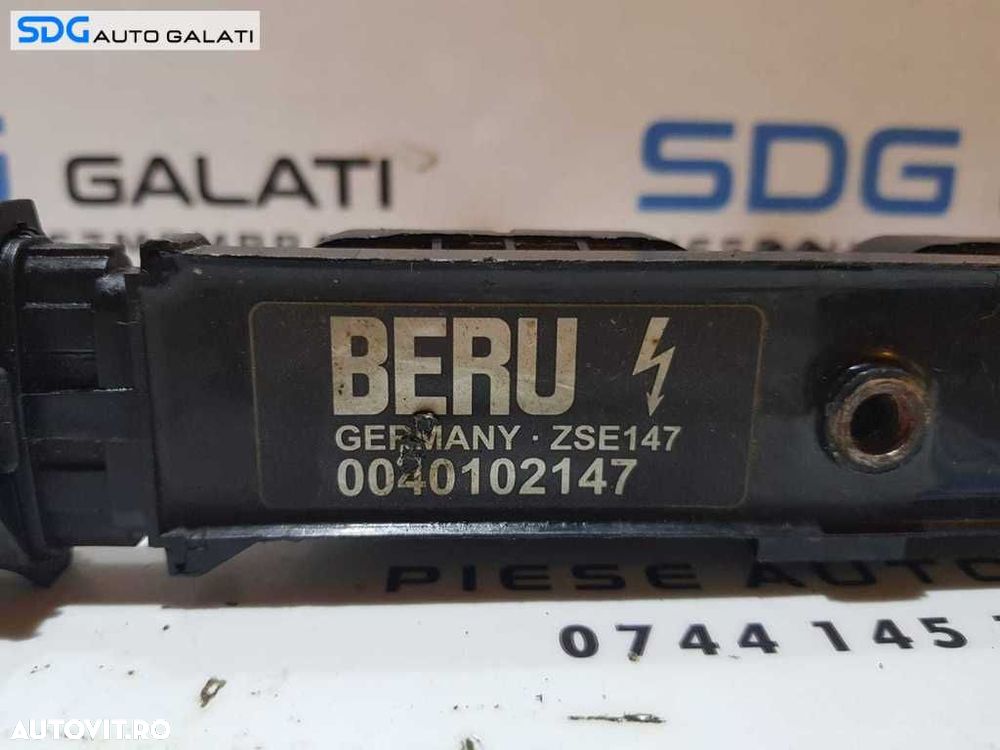 SDG AUTO GALATI
SDG
GALATI
BERU
GERMANY · ZSE147
0040102147
PIESE AUTO
0744 145
AUTOVIT.RO